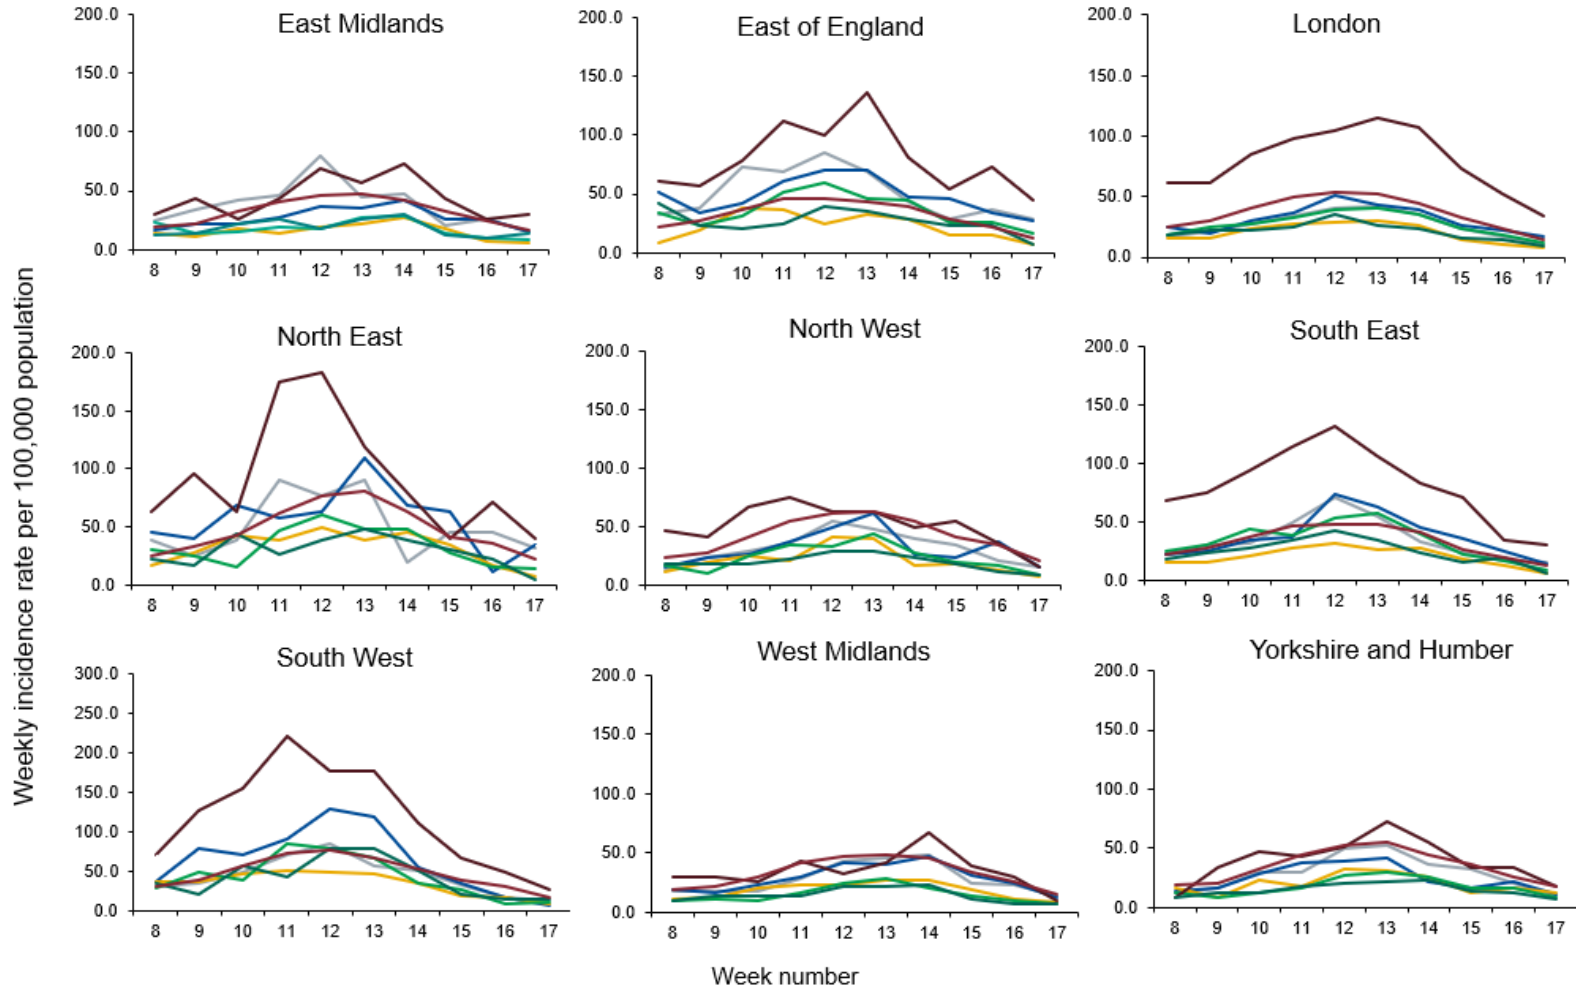 Weekly incidence rate per 100,000 population
East Midlands
200.0
150.0
100.0
50.0
0.0
8 9 10 11 12 13 14 15 16 17
East of England
200.0
150.0
100.0
50.0
0.0
8 9 10 11 12 13 14 15 16 17
London
200.0
150.0
100.0
50.0
0.0
8 9 10 11 12 13 14 15 16 17
North East
200.0
150.0
100.0
50.0
0.0
8 9 10 11 12 13 14 15 16 17
North West
200.0
150.0
100.0
50.0
0.0
8 9 10 11 12 13 14 15 16 17
South East
200.0
150.0
100.0
50.0
0.0
8 9 10 11 12 13 14 15 16 17
South West
300.0
250.0
200.0
150.0
100.0
50.0
0.0
8 9 10 11 12 13 14 15 16 17
West Midlands
200.0
150.0
100.0
50.0
0.0
8 9 10 11 12 13 14 15 16 17
Yorkshire and Humber
200.0
150.0
100.0
50.0
0.0
8 9 10 11 12 13 14 15 16 17
Week number